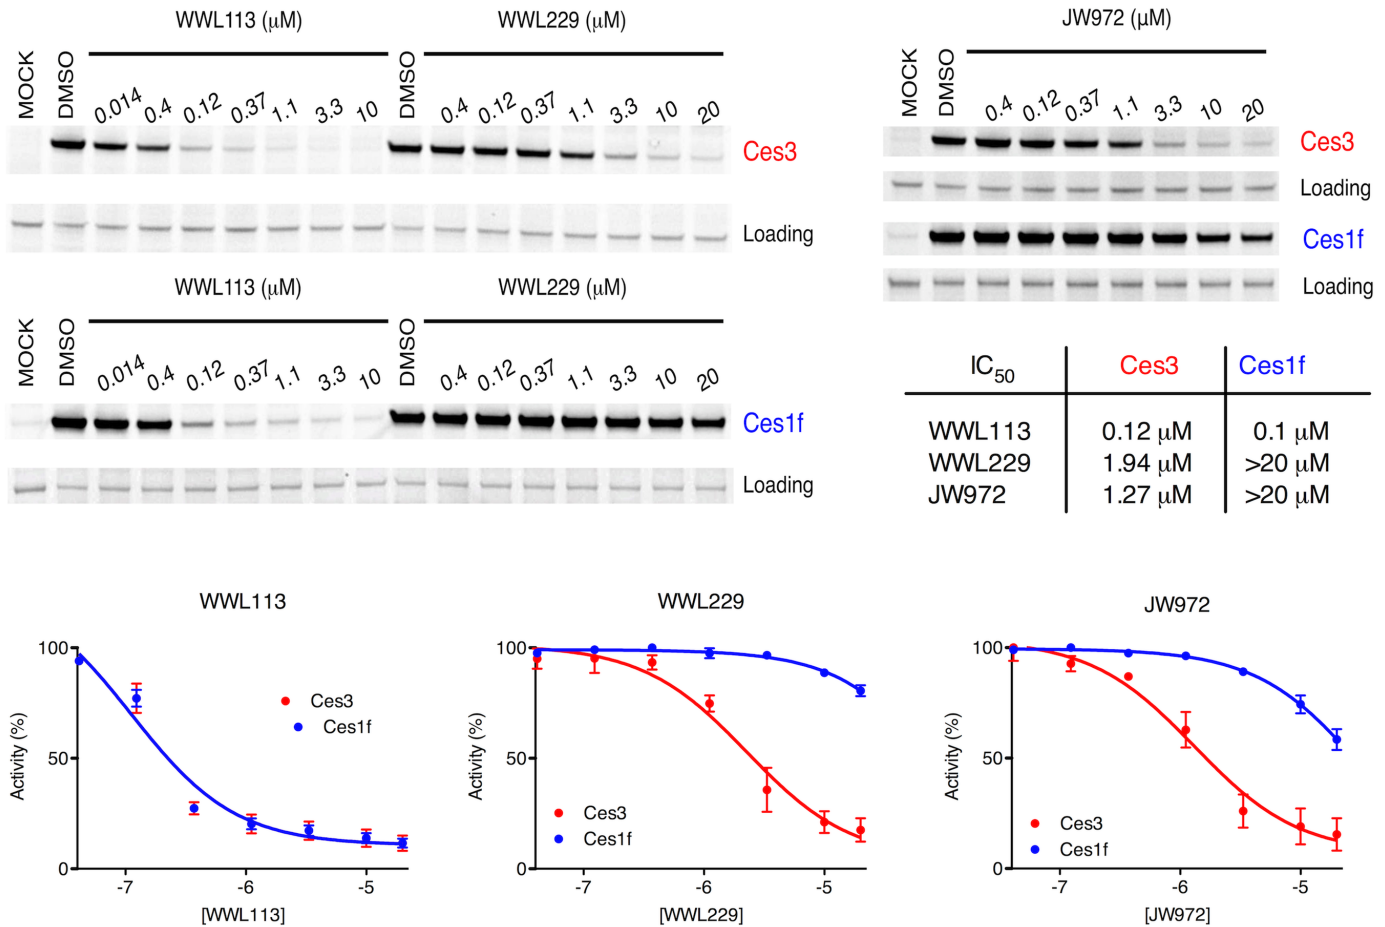 WWL113 (µM) WWL229 (µM)
MOCK DMSO 0.014 0.4 0.12 0.37 1.1 3.3 10 DMSO 0.4 0.12 0.37 1.1 3.3 10 20
Ces3
Loading
WWL113 (µM) WWL229 (µM)
MOCK DMSO 0.014 0.4 0.12 0.37 1.1 3.3 10 DMSO 0.4 0.12 0.37 1.1 3.3 10 20
Ces1f
Loading
JW972 (µM)
MOCK DMSO 0.4 0.12 0.37 1.1 3.3 10 20
Ces3
Loading
Ces1f
Loading
IC50 Ces3 Ces1f
WWL113 0.12 µM 0.1 µM
WWL229 1.94 µM >20 µM
JW972 1.27 µM >20 µM
WWL113
Activity (%)
100
50
0
Ces3
Ces1f
-7 -6 -5
[WWL113]
WWL229
Activity (%)
100
50
0
Ces3
Ces1f
-7 -6 -5
[WWL229]
JW972
Activity (%)
100
50
0
Ces3
Ces1f
-7 -6 -5
[JW972]